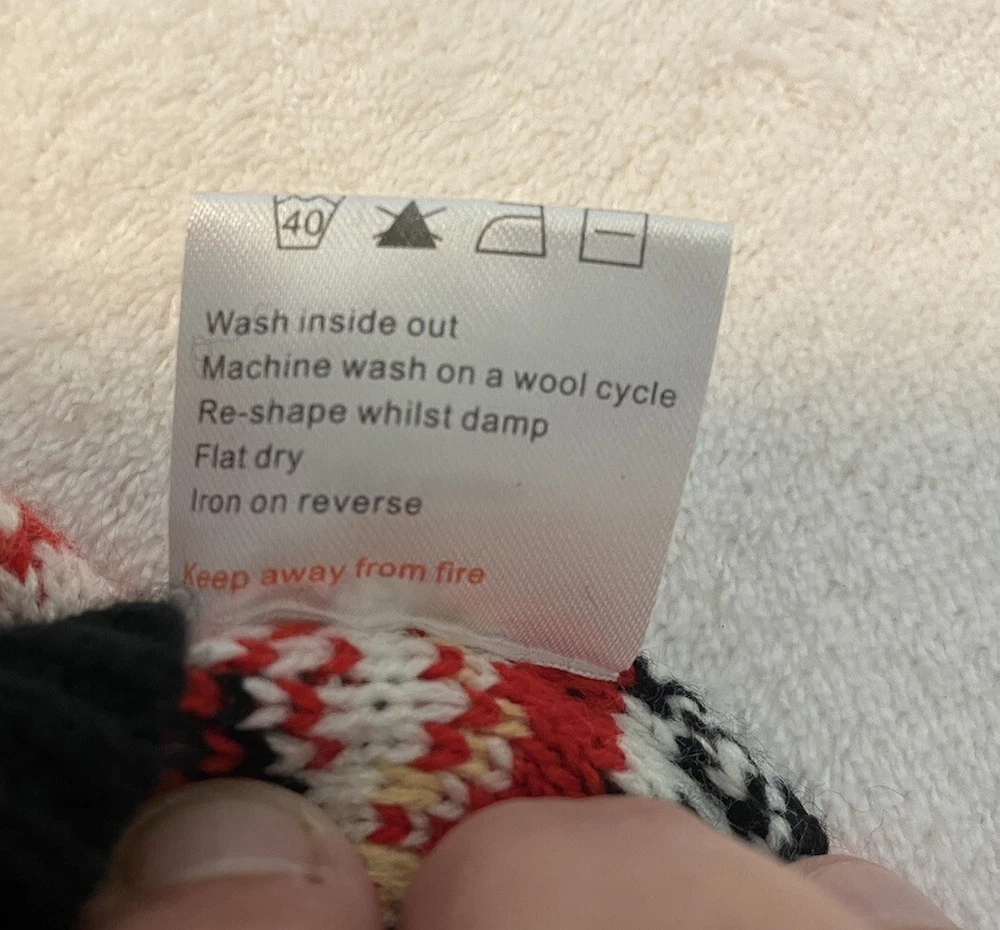 40
Wash inside out
Machine wash on a wool cycle
Re-shape whilst damp
Flat dry
Iron on reverse
Keep away from fire